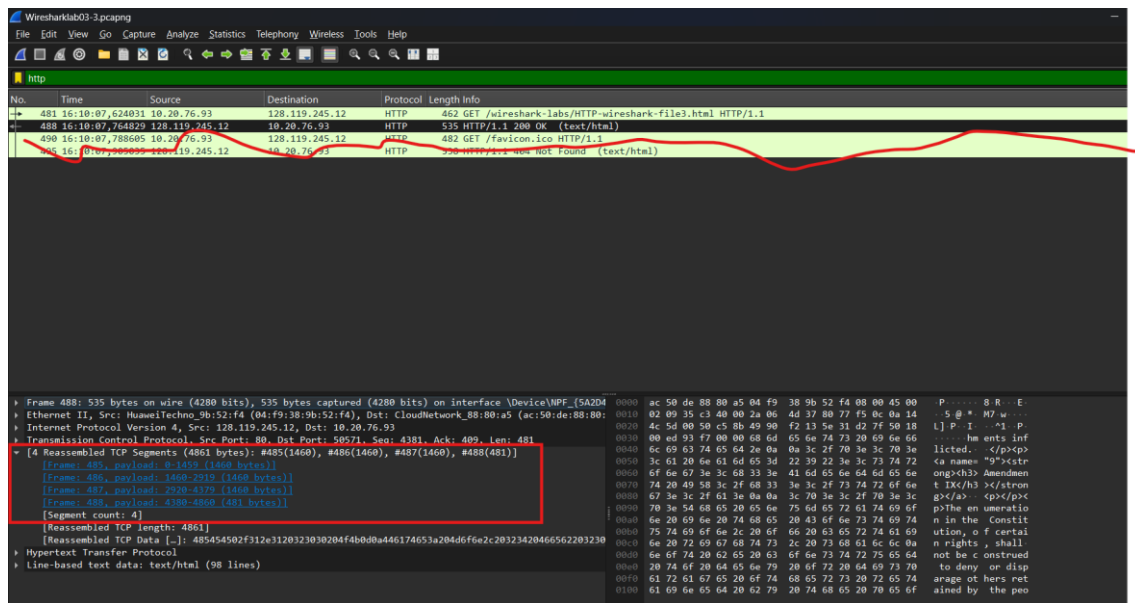 Wiresharklab03-3.pcapng
File Edit View Go Capture Analyze Statistics Telephony Wireless Tools Help
http
No. Time Source Destination Protocol Length Info
481 16:10:07,624031 10.20.76.93 128.119.245.12 HTTP 462 GET /wireshark-labs/HTTP-wireshark-file3.html HTTP/1.1
488 16:10:07,764829 128.119.245.12 10.20.76.93 HTTP 535 HTTP/1.1 200 OK (text/html)
490 16:10:07,788605 10.20.76.93 128.119.245.12 HTTP 482 GET /favicon.ico HTTP/1.1
128.119.245.12 10.20.76.93 HTTP HTTP/1.1 404 Not Found (text/html)
Frame 488: 535 bytes on wire (4280 bits), 535 bytes captured (4280 bits) on interface \Device\NPF_{5A2D4
Ethernet II, Src: HuaweiTechno_9b:52:f4 (04:f9:38:9b:52:f4), Dst: CloudNetwork_88:80:a5 (ac:50:de:88:80:
Internet Protocol Version 4, Src: 128.119.245.12, Dst: 10.20.76.93
Transmission Control Protocol, Src Port: 80, Dst Port: 50571, Seq: 4381, Ack: 409, Len: 481
[4 Reassembled TCP Segments (4861 bytes): #485(1460), #486(1460), #487(1460), #488(481)]
[Frame: 485, payload: 0-1459 (1460 bytes)]
[Frame: 486, payload: 1460-2919 (1460 bytes)]
[Frame: 487, payload: 2920-4379 (1460 bytes)]
[Frame: 488, payload: 4380-4860 (481 bytes)]
[Segment count: 4]
[Reassembled TCP length: 4861]
[Reassembled TCP Data […]: 485454502f312e3120323030204f4b0d0a446174653a204d6f6e2c20323420466562203230
Hypertext Transfer Protocol
Line-based text data: text/html (98 lines)
0000 ac 50 de 88 80 a5 04 f9 38 9b 52 f4 08 00 45 00 ·P······ 8·R···E·
0010 02 09 35 c3 40 00 2a 06 4d 37 80 77 f5 0c 0a 14 ··5·@·*· M7·w····
0020 4c 5d 00 50 c5 8b 49 90 f2 13 5e 31 d2 7f 50 18 L]·P··I· ··^1··P·
0030 00 ed 93 f7 00 00 68 6d 65 6e 74 73 20 69 6e 66 ······hm ents inf
0040 6c 69 63 74 65 64 2e 0a 0a 3c 2f 70 3e 3c 70 3e licted.· ·</p><p>
0050 3c 61 20 6e 61 6d 65 3d 22 39 22 3e 3c 73 74 72 <a name= "9"><str
0060 6f 6e 67 3e 3c 68 33 3e 41 6d 65 6e 64 6d 65 6e ong><h3> Amendmen
0070 74 20 49 58 3c 2f 68 33 3e 3c 2f 73 74 72 6f 6e t IX</h3 ></stron
0080 67 3e 3c 2f 61 3e 0a 0a 3c 70 3e 3c 2f 70 3e 3c g></a>·· <p></p><
0090 70 3e 54 68 65 20 65 6e 75 6d 65 72 61 74 69 6f p>The en umeratio
00a0 6e 20 69 6e 20 74 68 65 20 43 6f 6e 73 74 69 74 n in the Constit
00b0 75 74 69 6f 6e 2c 20 6f 66 20 63 65 72 74 61 69 ution, o f certai
00c0 6e 20 72 69 67 68 74 73 2c 20 73 68 61 6c 6c 0a n rights , shall·
00d0 6e 6f 74 20 62 65 20 63 6f 6e 73 74 72 75 65 64 not be c onstrued
00e0 20 74 6f 20 64 65 6e 79 20 6f 72 20 64 69 73 70 to deny or disp
00f0 61 72 61 67 65 20 6f 74 68 65 72 73 20 72 65 74 arage ot hers ret
0100 61 69 6e 65 64 20 62 79 20 74 68 65 20 70 65 6f ained by the peo